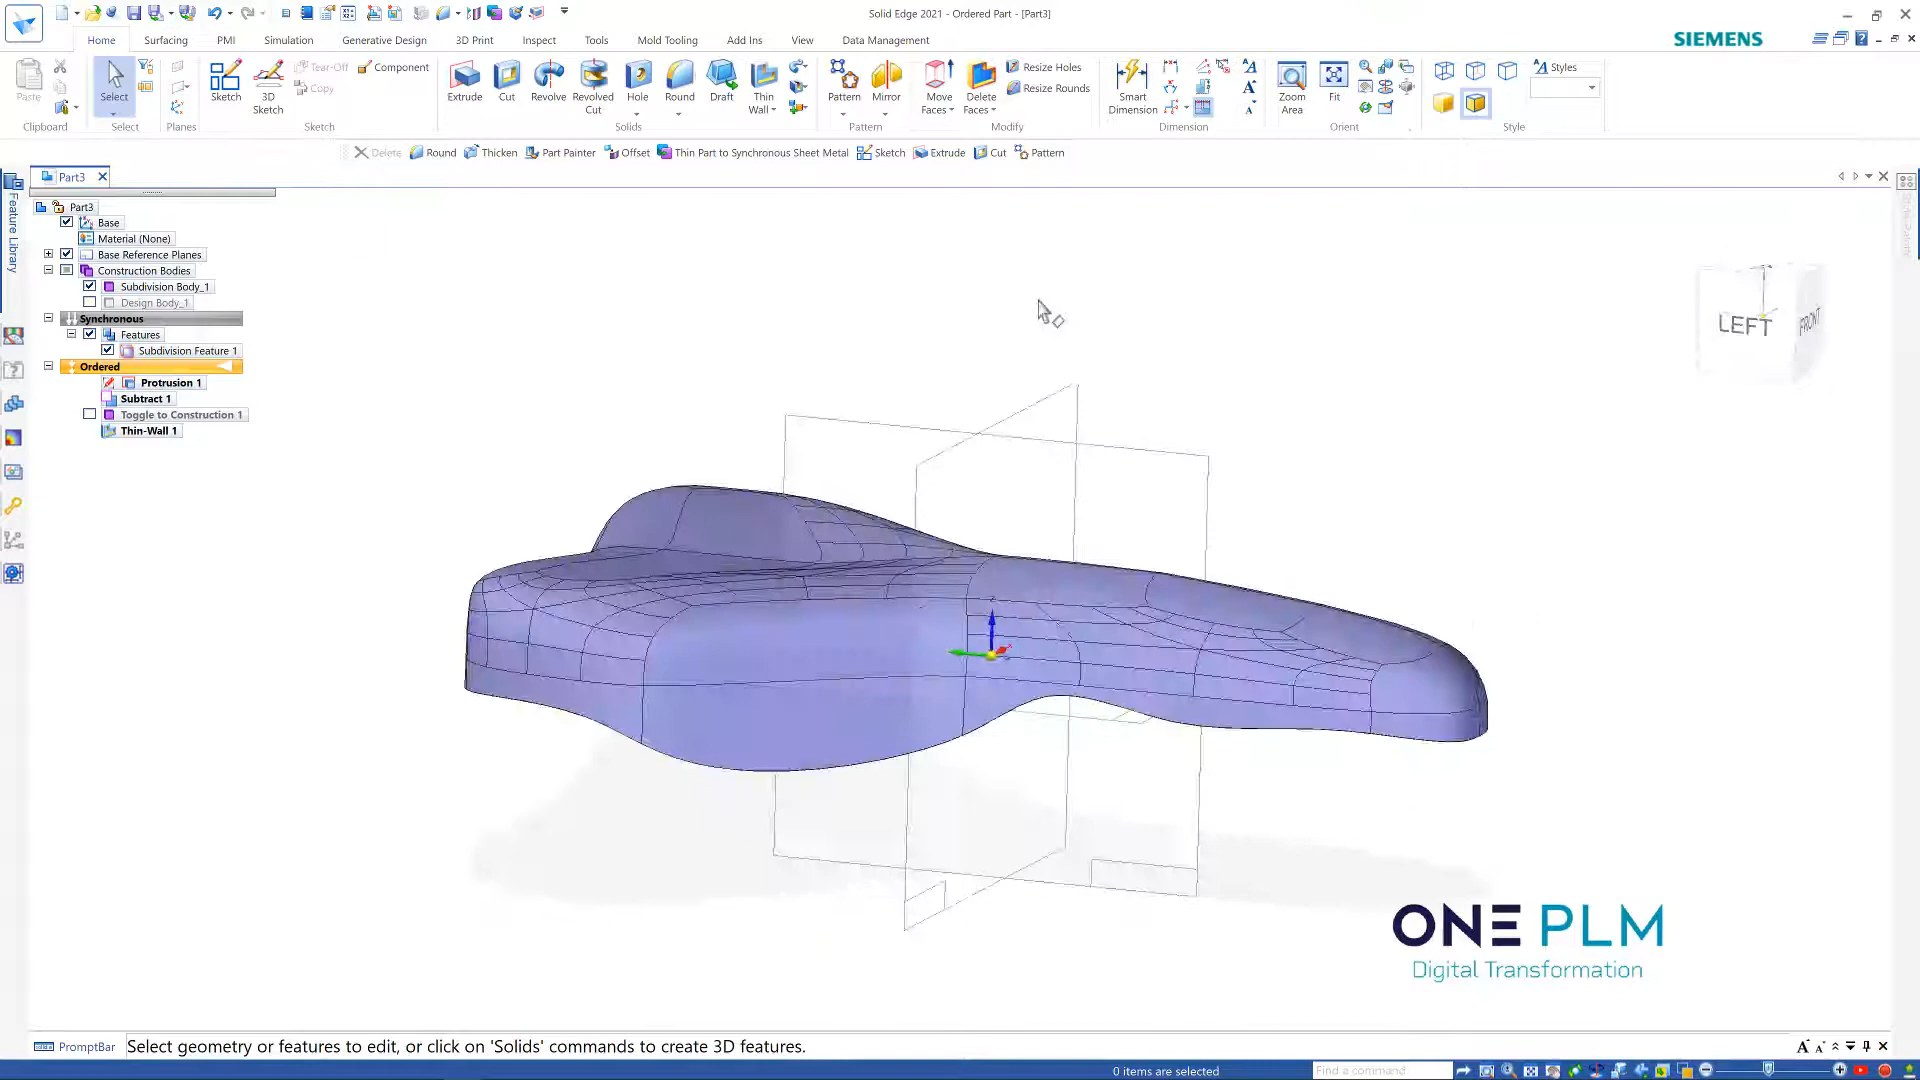 Solid Edge 2021 - Ordered Part - [Part3]
Home Surfacing PMI Simulation Generative Design 3D Print Inspect Tools Mold Tooling Add Ins View Data Management
SIEMENS
Paste
Clipboard
Select
Select
Planes
Sketch
3D Sketch
Tear-Off
Copy
Component
Sketch
Extrude
Cut
Revolve
Revolved Cut
Hole
Round
Draft
Thin Wall
Solids
Pattern
Mirror
Pattern
Move Faces
Delete Faces
Resize Holes
Resize Rounds
Modify
Smart Dimension
Dimension
Zoom Area
Fit
Orient
Styles
Style
Delete Round Thicken Part Painter Offset Thin Part to Synchronous Sheet Metal Sketch Extrude Cut Pattern
Part3
Feature Library
Part3
Base
Material (None)
Base Reference Planes
Construction Bodies
Subdivision Body_1
Design Body_1
Synchronous
Features
Subdivision Feature 1
Ordered
Protrusion 1
Subtract 1
Toggle to Construction 1
Thin-Wall 1
LEFT
FRONT
ONE PLM
Digital Transformation
PromptBar
Select geometry or features to edit, or click on 'Solids' commands to create 3D features.
0 items are selected
Find a command